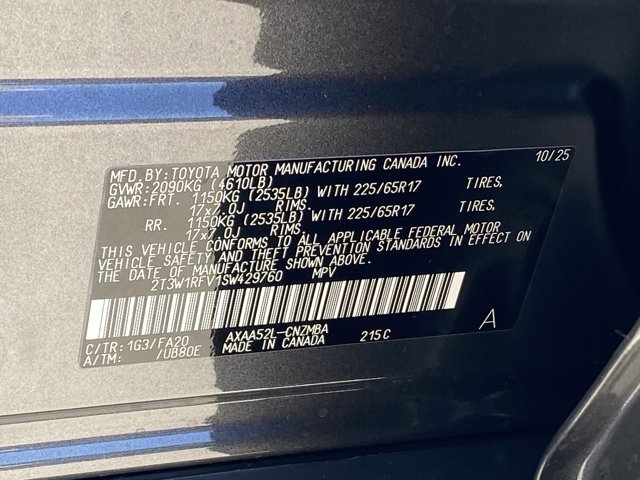 MFD.BY:TOYOTA MOTOR MANUFACTURING CANADA INC. 10/25
GVWR:2090KG (4610LB)
GAWR:FRT. 1150KG (2535LB) WITH 225/65R17 TIRES,
17x7.0J RIMS
RR. 1150KG (2535LB) WITH 225/65R17 TIRES,
17x7.0J RIMS
THIS VEHICLE CONFORMS TO ALL APPLICABLE FEDERAL MOTOR
VEHICLE SAFETY AND THEFT PREVENTION STANDARDS IN EFFECT ON
THE DATE OF MANUFACTURE SHOWN ABOVE.
2T3W1RFV1SW429760 MPV
C/TR:1G3/FA20 AXAA52L-CNZMBA 215C A
A/TM: /UB80E MADE IN CANADA